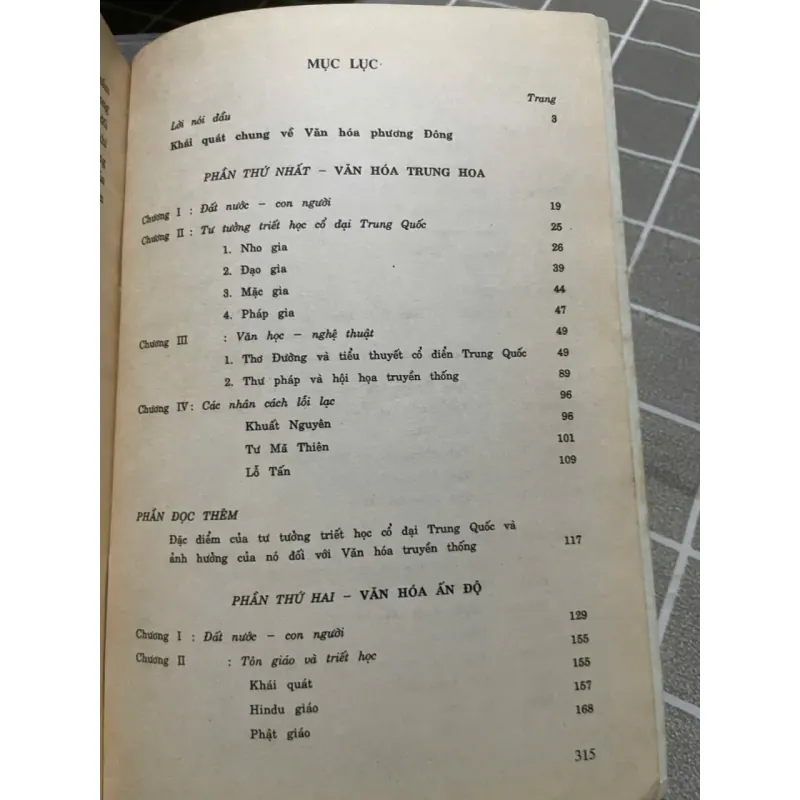 MỤC LỤC
Trang
Lời nói đầu 3
Khái quát chung về Văn hóa phương Đông
PHẦN THỨ NHẤT – VĂN HÓA TRUNG HOA
Chương I : Đất nước – con người 19
Chương II : Tư tưởng triết học cổ đại Trung Quốc 25
1. Nho gia 26
2. Đạo gia 39
3. Mặc gia 44
4. Pháp gia 47
Chương III : Văn học – nghệ thuật 49
1. Thơ Đường và tiểu thuyết cổ điển Trung Quốc 49
2. Thư pháp và hội họa truyền thống 89
Chương IV : Các nhân cách lỗi lạc 96
Khuất Nguyên 96
Tư Mã Thiên 101
Lỗ Tấn 109
PHẦN ĐỌC THÊM
Đặc điểm của tư tưởng triết học cổ đại Trung Quốc và
ảnh hưởng của nó đối với Văn hóa truyền thống 117
PHẦN THỨ HAI – VĂN HÓA ẤN ĐỘ
Chương I : Đất nước – con người 129
Chương II : Tôn giáo và triết học 155
Khái quát 155
Hindu giáo 157
Phật giáo 168
315